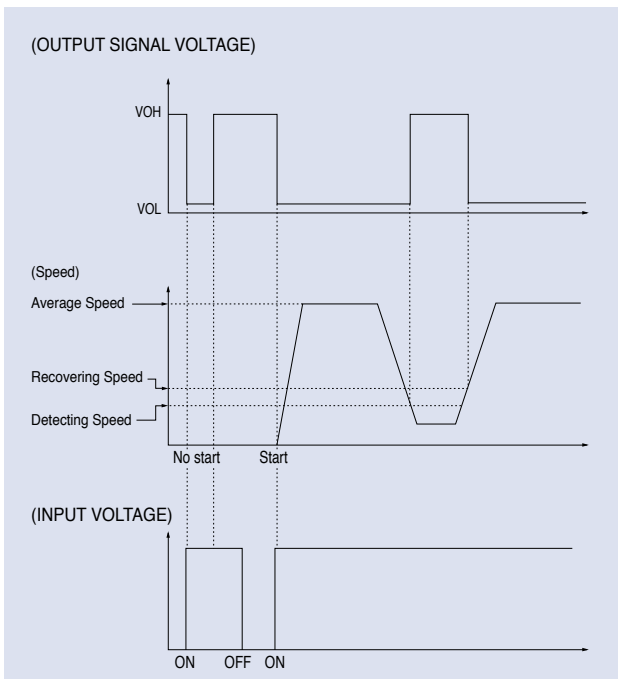 (OUTPUT SIGNAL VOLTAGE)
VOH
VOL
(Speed)
Average Speed
Recovering Speed
Detecting Speed
No start
Start
(INPUT VOLTAGE)
ON
OFF
ON